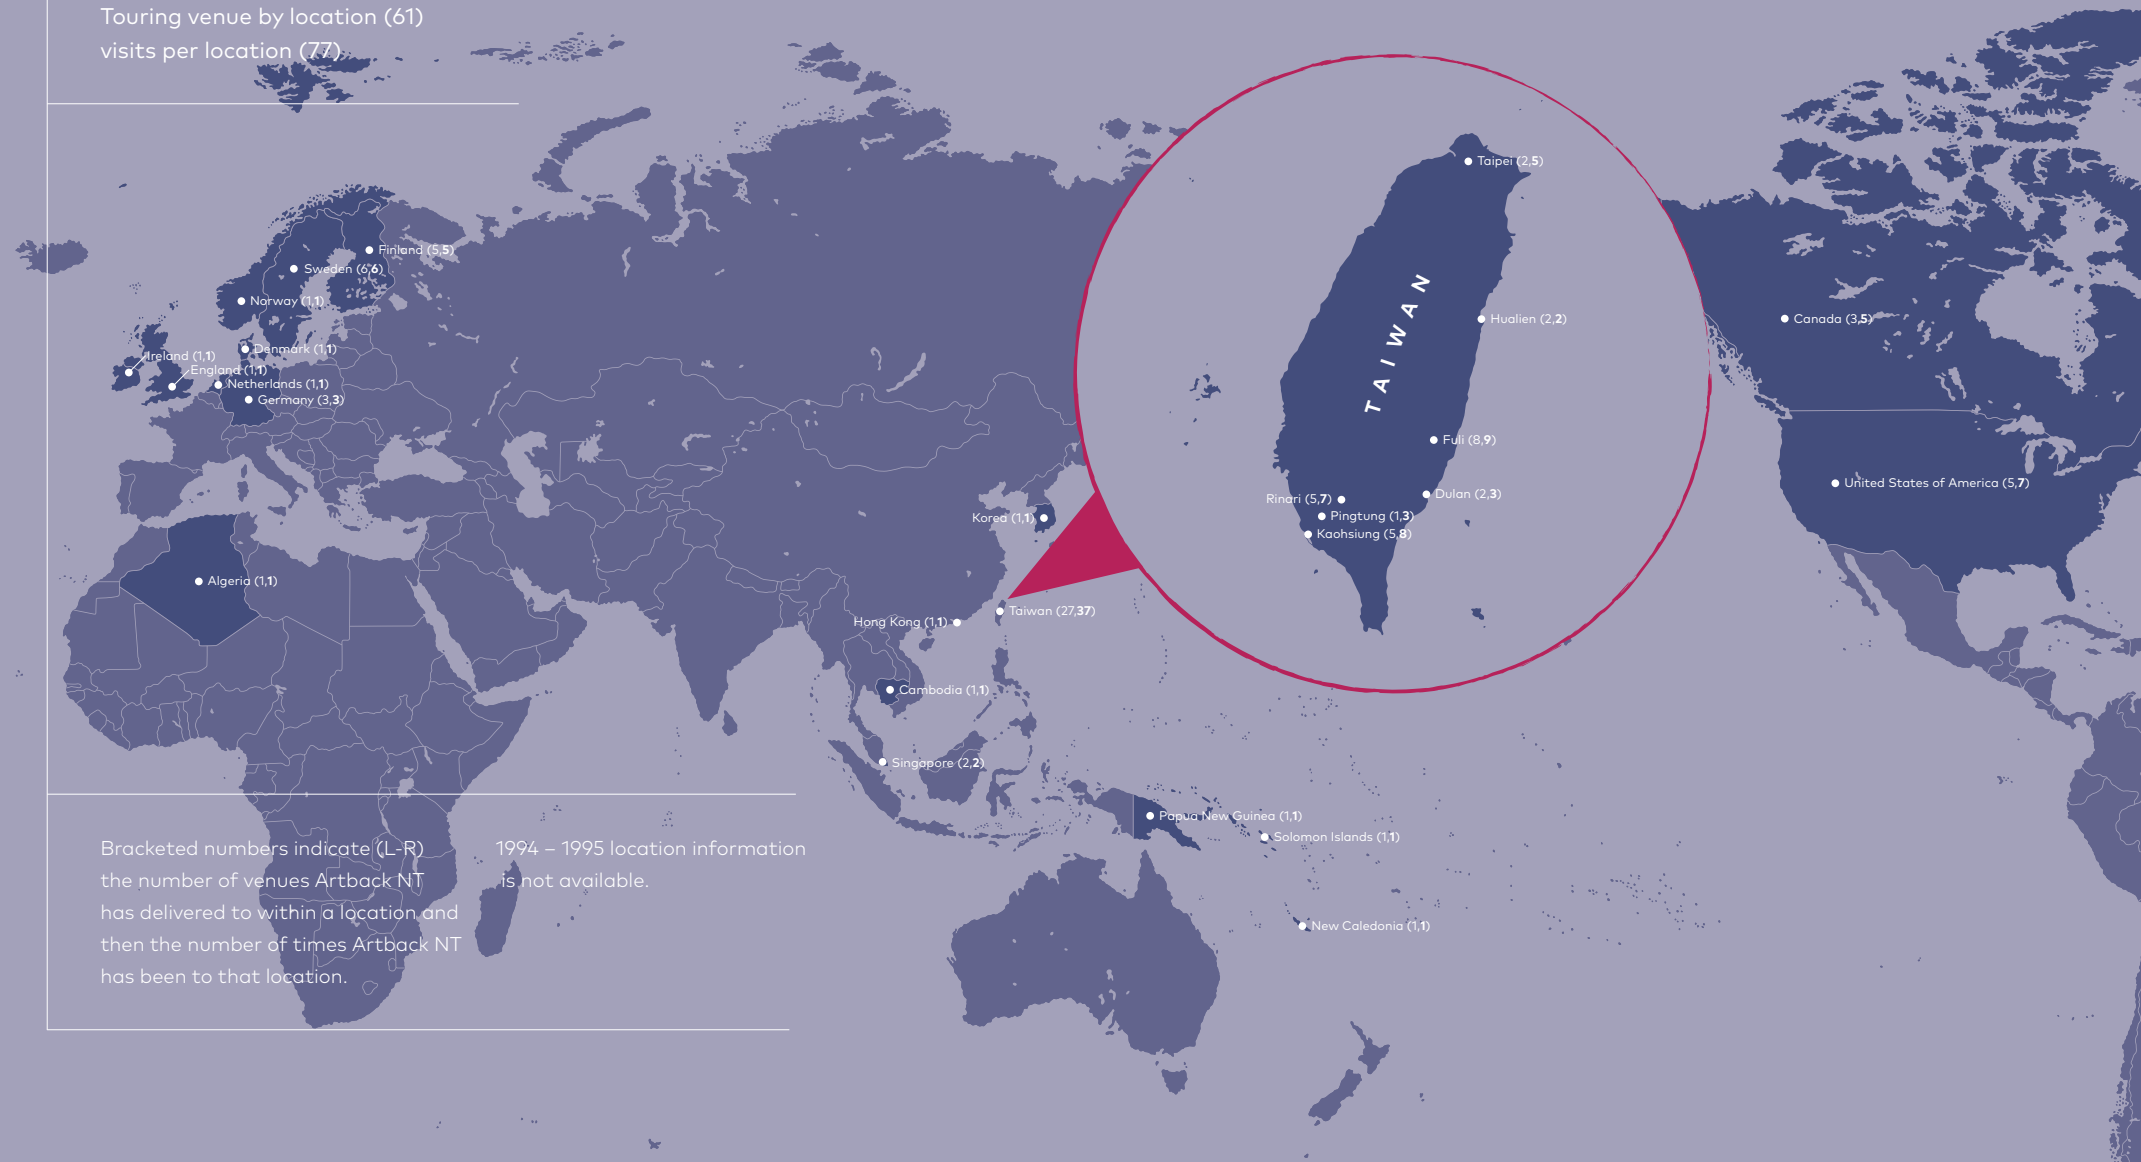 Touring venue by location (61)
visits per location (77)
Taipei (2,5)
Finland (5,5)
Sweden (6,6)
Norway (1,1)
TAIWAN
Hualien (2,2)
Canada (3,5)
Denmark (1,1)
Ireland (1,1)
England (1,1)
Netherlands (1,1)
Germany (3,3)
Fuli (8,9)
United States of America (5,7)
Dulan (2,3)
Rinari (5,7)
Pingtung (1,3)
Korea (1,1)
Kaohsiung (5,8)
Algeria (1,1)
Taiwan (27,37)
Hong Kong (1,1)
Cambodia (1,1)
Singapore (2,2)
Papua New Guinea (1,1)
Solomon Islands (1,1)
New Caledonia (1,1)
Bracketed numbers indicate (L-R)
the number of venues Artback NT
has delivered to within a location and
then the number of times Artback NT
has been to that location.
1994 – 1995 location information
is not available.